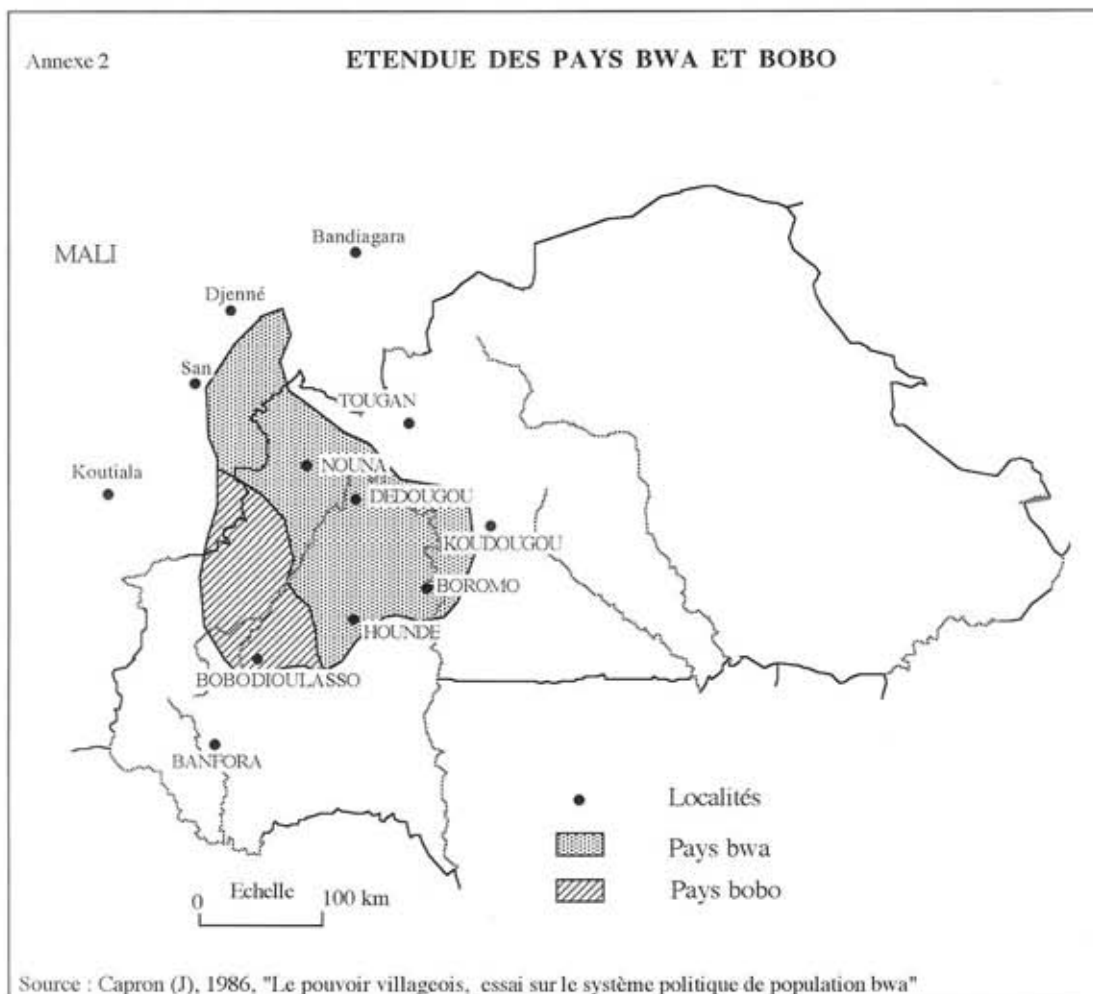 Annexe 2
ETENDUE DES PAYS BWA ET BOBO
Bandiagara
MALI
Djenné
San
TOUGAN
Koutiala
NOUNA
DEDOUGOU
KOUDOUGOU
BOROMO
HOUNDE
BOBODIOULASSO
BANFORA
Localités
Pays bwa
Pays bobo
Echelle
0 100 km
Source : Capron (J), 1986, "Le pouvoir villageois, essai sur le système politique de population bwa"